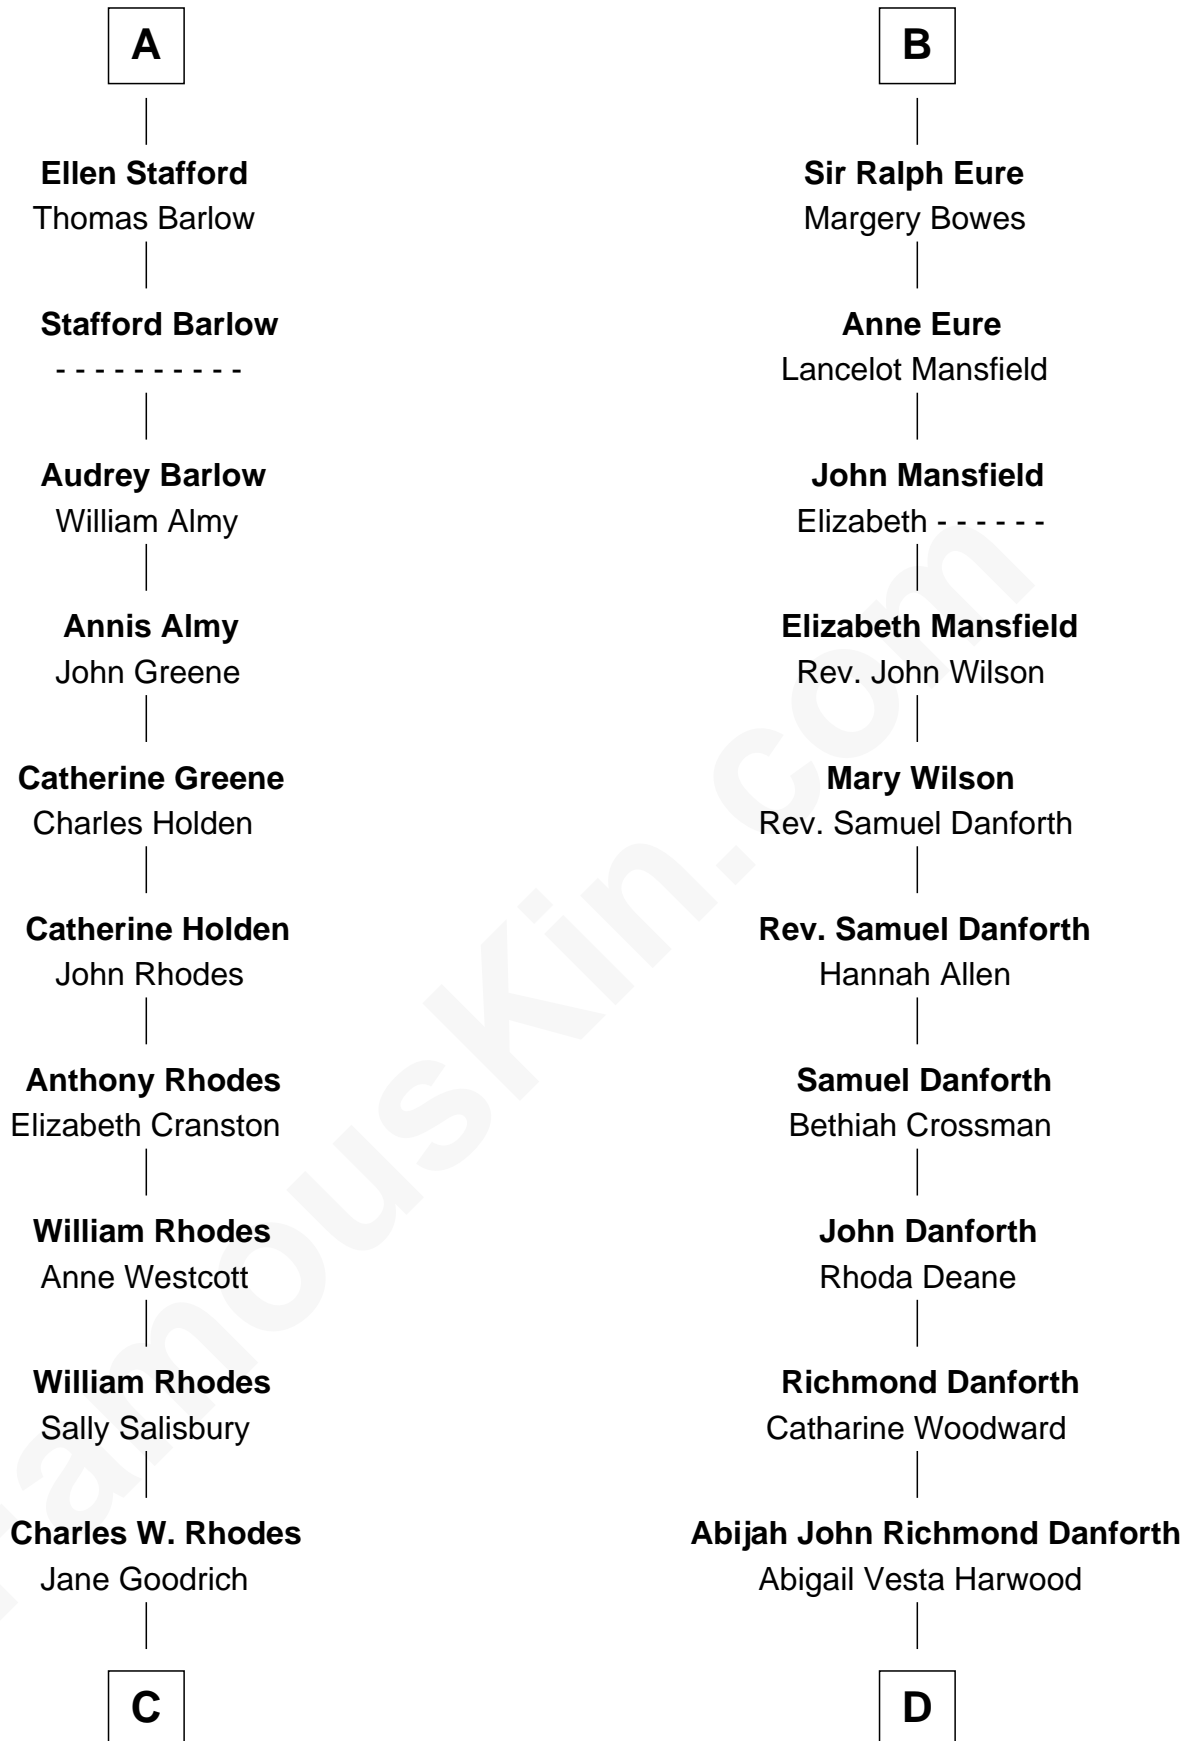 A
Ellen Stafford
Thomas Barlow
Stafford Barlow
- - - - - - - - - -
Audrey Barlow
William Almy
Annis Almy
John Greene
Catherine Greene
Charles Holden
Catherine Holden
John Rhodes
Anthony Rhodes
Elizabeth Cranston
William Rhodes
Anne Westcott
William Rhodes
Sally Salisbury
Charles W. Rhodes
Jane Goodrich
C
B
Sir Ralph Eure
Margery Bowes
Anne Eure
Lancelot Mansfield
John Mansfield
Elizabeth - - - - - -
Elizabeth Mansfield
Rev. John Wilson
Mary Wilson
Rev. Samuel Danforth
Rev. Samuel Danforth
Hannah Allen
Samuel Danforth
Bethiah Crossman
John Danforth
Rhoda Deane
Richmond Danforth
Catharine Woodward
Abijah John Richmond Danforth
Abigail Vesta Harwood
D
FamousKin.com